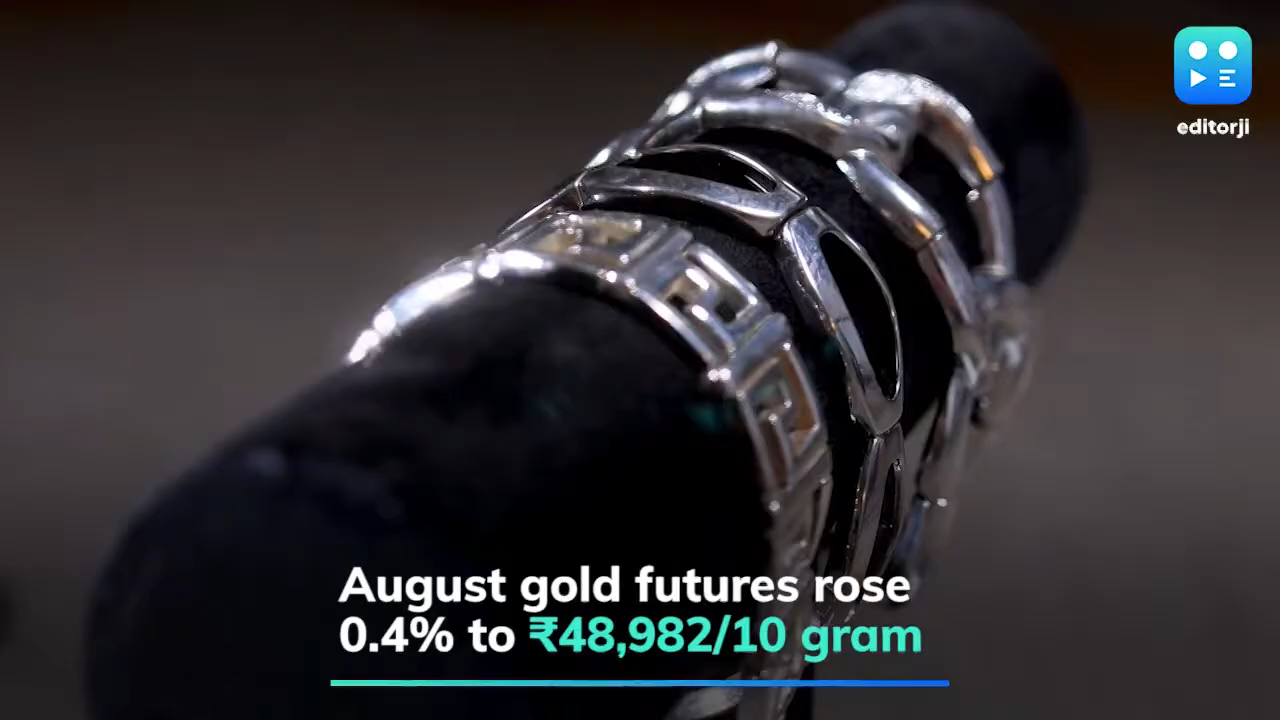 editorji
August gold futures rose
0.4% to ₹48,982/10 gram